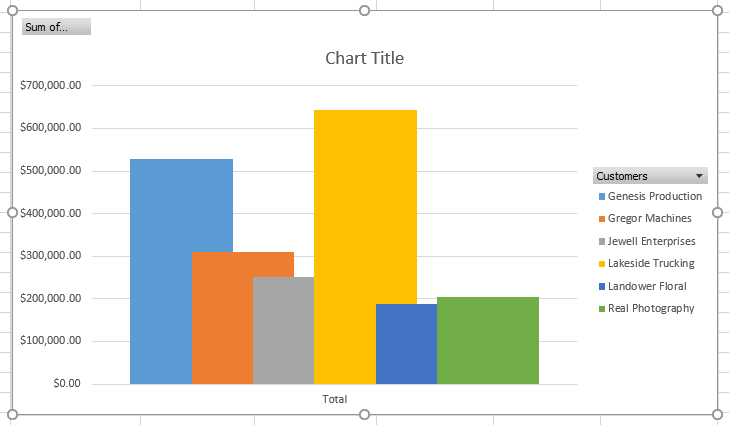 Sum of...
Chart Title
$700,000.00
$600,000.00
$500,000.00
$400,000.00
$300,000.00
$200,000.00
$100,000.00
$0.00
Total
Customers
Genesis Production
Gregor Machines
Jewell Enterprises
Lakeside Trucking
Landower Floral
Real Photography